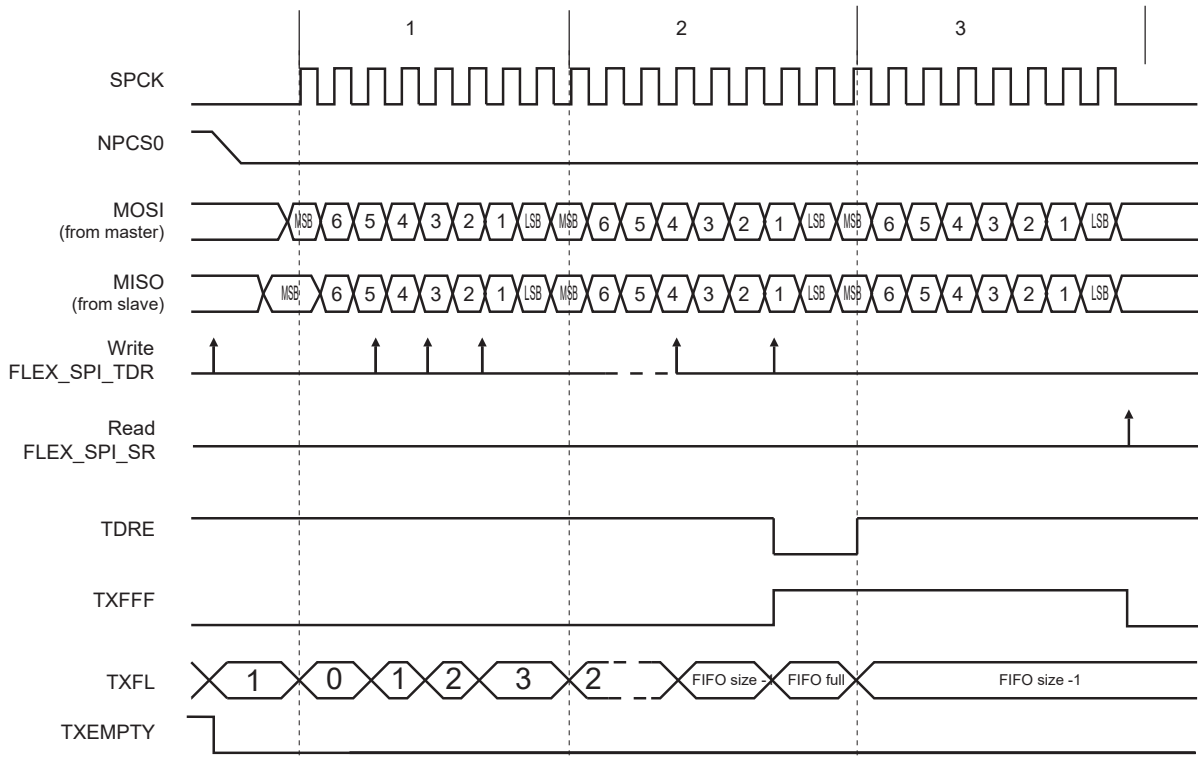 1 2 3
SPCK
NPCS0
MOSI
(from master)
MSB 6 5 4 3 2 1 LSB MSB 6 5 4 3 2 1 LSB MSB 6 5 4 3 2 1 LSB
MISO
(from slave)
MSB 6 5 4 3 2 1 LSB MSB 6 5 4 3 2 1 LSB MSB 6 5 4 3 2 1 LSB
Write
FLEX_SPI_TDR
Read
FLEX_SPI_SR
TDRE
TXFFF
TXFL 1 0 1 2 3 2 FIFO size -1 FIFO full FIFO size -1
TXEMPTY